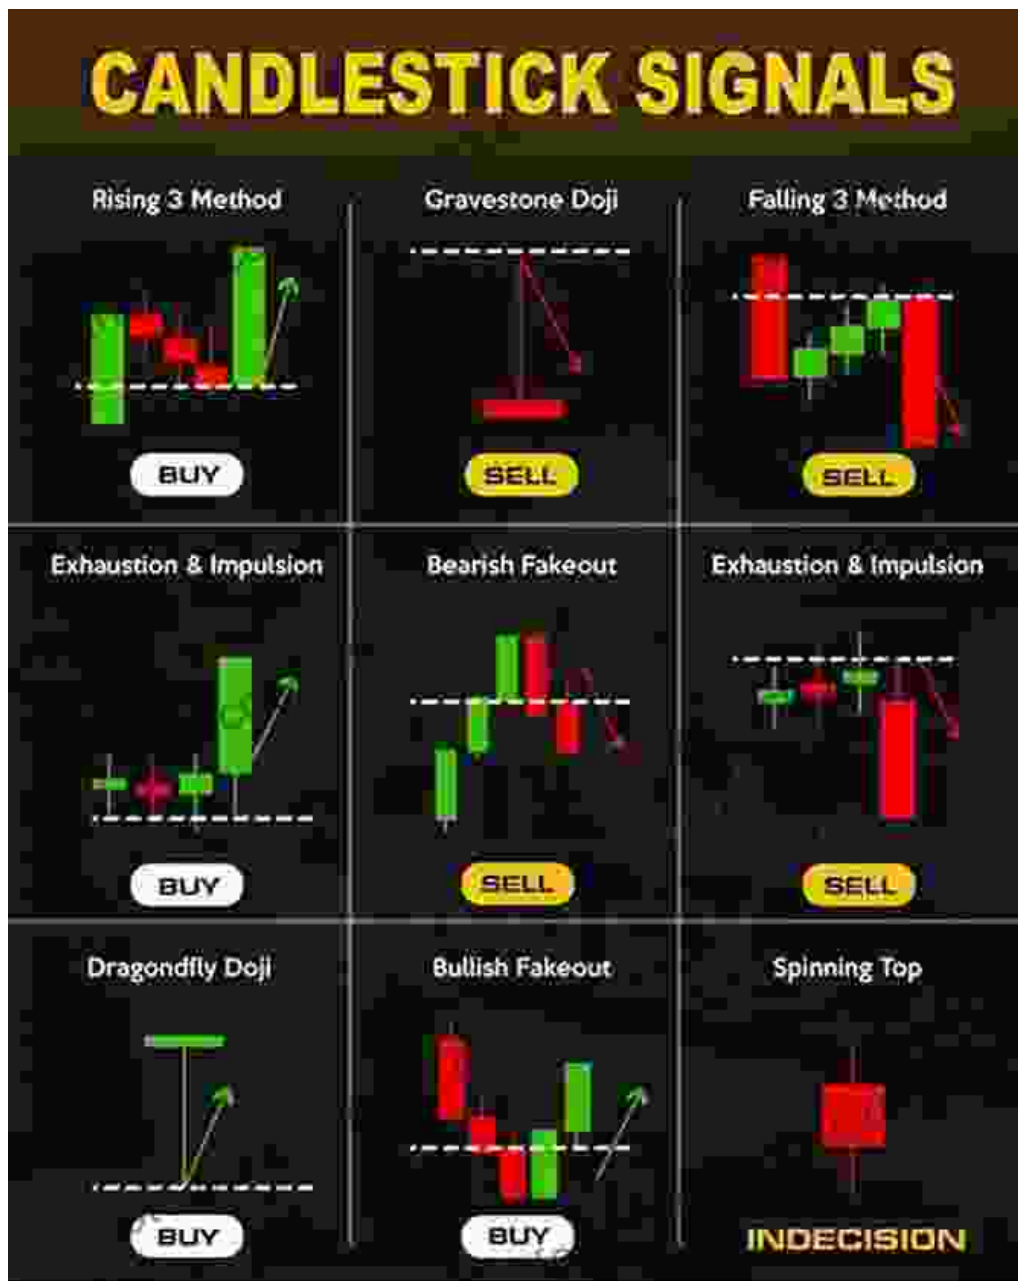 CANDLESTICK SIGNALS
Rising 3 Method
Gravestone Doji
Falling 3 Method
BUY
SELL
SELL
Exhaustion & Impulsion
Bearish Fakeout
Exhaustion & Impulsion
BUY
SELL
SELL
Dragondfly Doji
Bullish Fakeout
Spinning Top
BUY
BUY
INDECISION